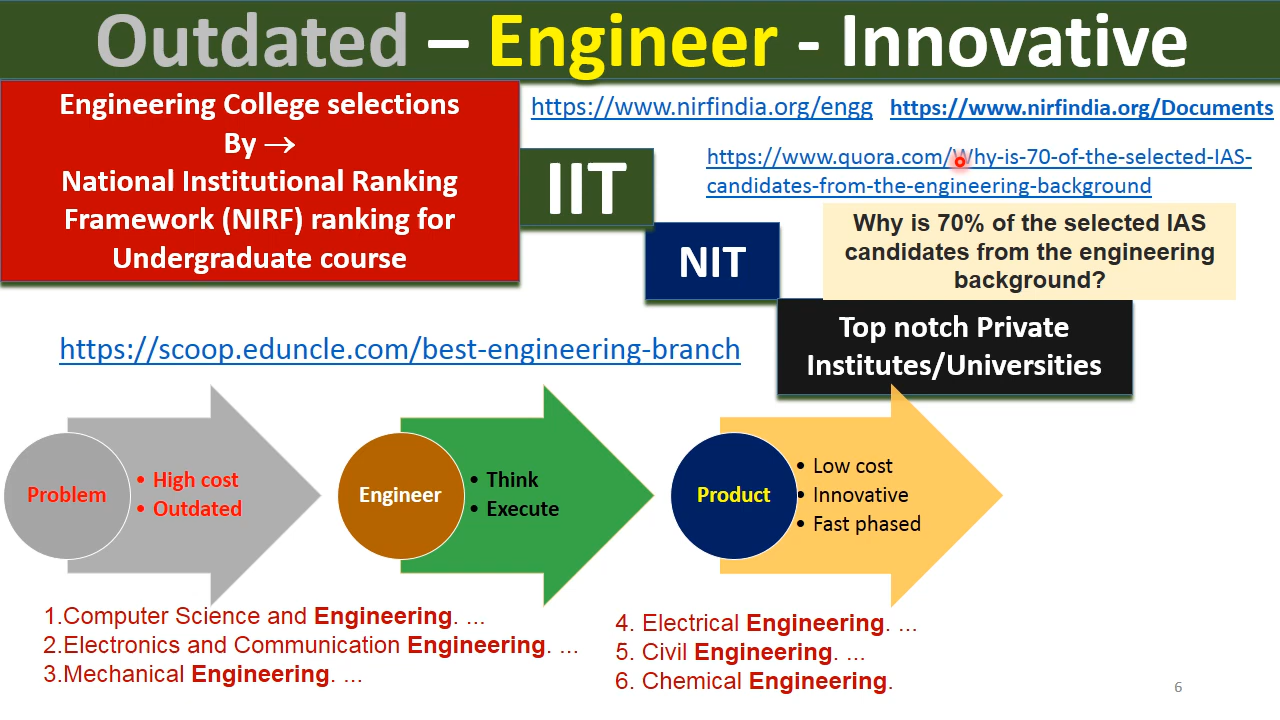 Outdated – Engineer - Innovative
Engineering College selections
By →
National Institutional Ranking
Framework (NIRF) ranking for
Undergraduate course
https://www.nirfindia.org/engg
https://www.nirfindia.org/Documents
https://www.quora.com/Why-is-70-of-the-selected-IAS-
candidates-from-the-engineering-background
IIT
NIT
Why is 70% of the selected IAS
candidates from the engineering
background?
Top notch Private
Institutes/Universities
https://scoop.eduncle.com/best-engineering-branch
Problem
• High cost
• Outdated
Engineer
• Think
• Execute
Product
• Low cost
• Innovative
• Fast phased
1.Computer Science and Engineering. ...
2.Electronics and Communication Engineering. ...
3.Mechanical Engineering. ...
4. Electrical Engineering. ...
5. Civil Engineering. ...
6. Chemical Engineering.
6